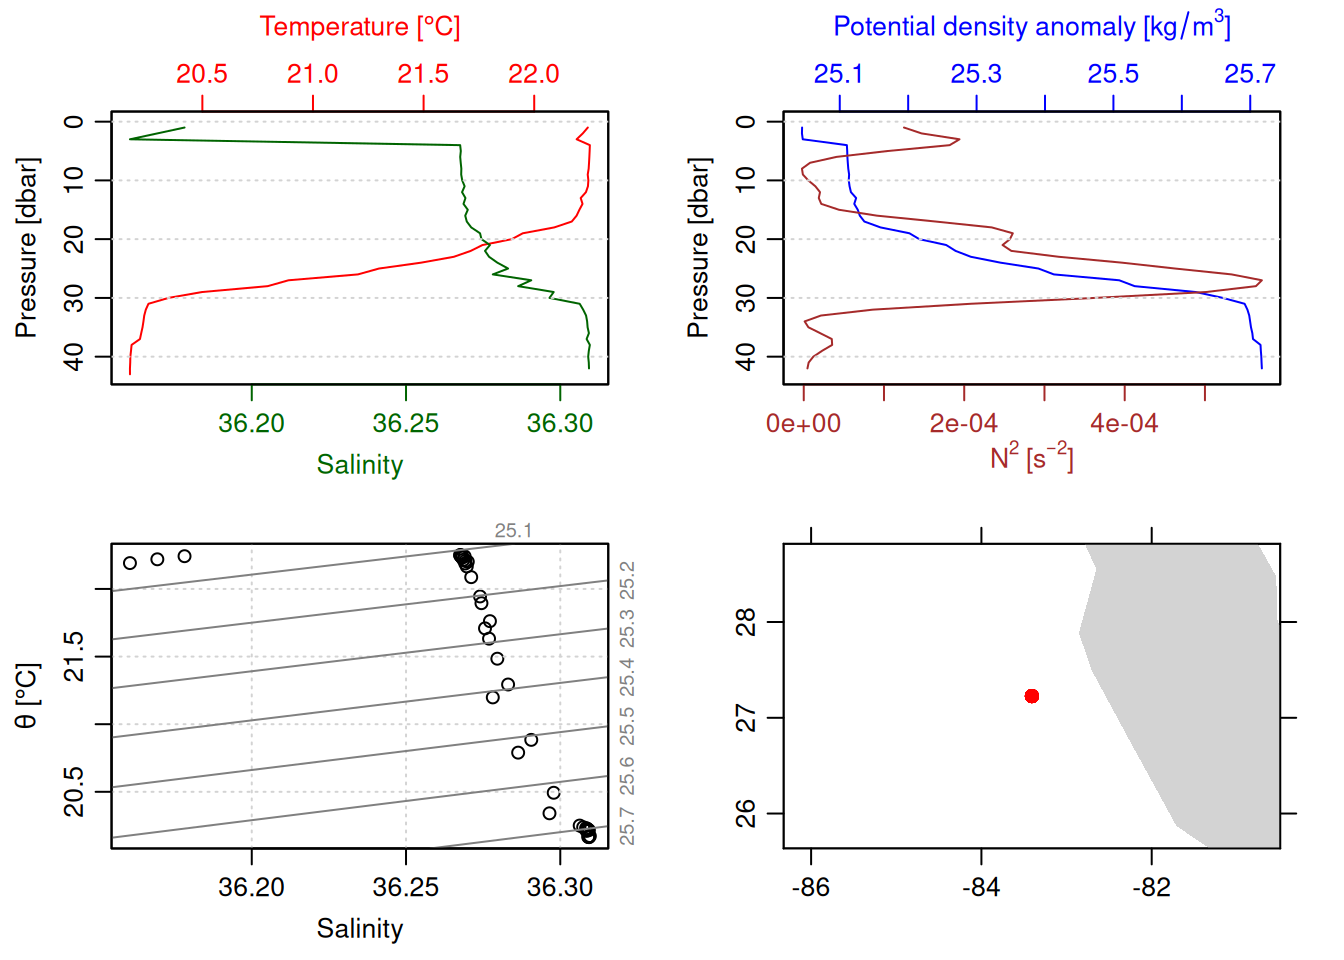 Temperature [°C]
20.5 21.0 21.5 22.0
Pressure [dbar]
0 10 20 30 40
36.20 36.25 36.30
Salinity
Potential density anomaly [kg/m³]
25.1 25.3 25.5 25.7
Pressure [dbar]
0 10 20 30 40
0e+00 2e-04 4e-04
N² [s⁻²]
25.1
25.2
25.3
25.4
25.5
25.6
25.7
θ [°C]
21.5
20.5
36.20 36.25 36.30
Salinity
28
27
26
-86 -84 -82